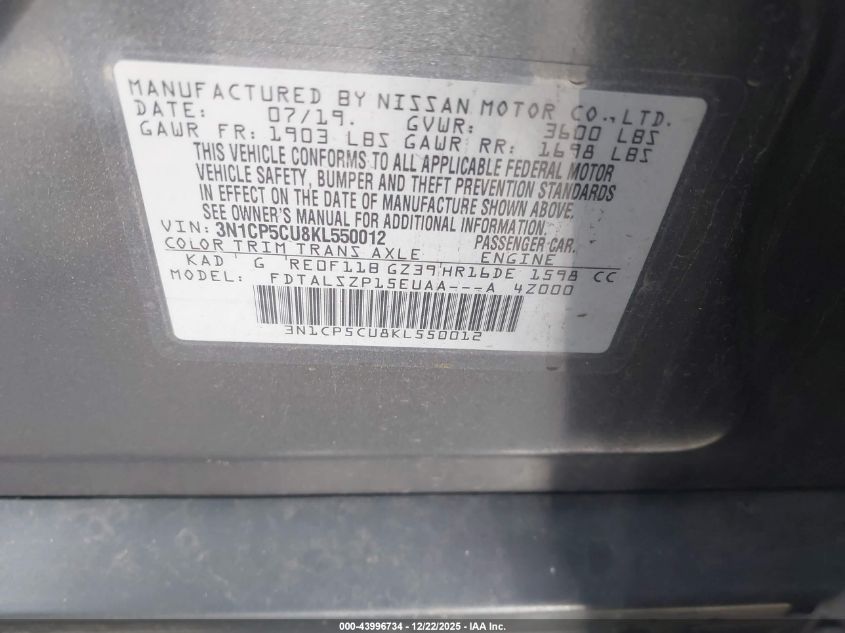 MANUFACTURED BY NISSAN MOTOR CO.,LTD.
DATE: 07/19. GVWR: 3600 LBS
GAWR FR: 1903 LBS GAWR RR: 1698 LBS
THIS VEHICLE CONFORMS TO ALL APPLICABLE FEDERAL MOTOR
VEHICLE SAFETY, BUMPER AND THEFT PREVENTION STANDARDS
IN EFFECT ON THE DATE OF MANUFACTURE SHOWN ABOVE.
SEE OWNER'S MANUAL FOR ADDITIONAL INFORMATION.
VIN: 3N1CP5CU8KL550012 PASSENGER CAR.
COLOR TRIM TRANS AXLE ENGINE
KAD G RE0F11B GZ39 HR16DE 1598 CC
MODEL: FDTALSZP15EUAA---A 4Z000
3N1CP5CU8KL550012
000-43996734 - 12/22/2025 - IAA Inc.